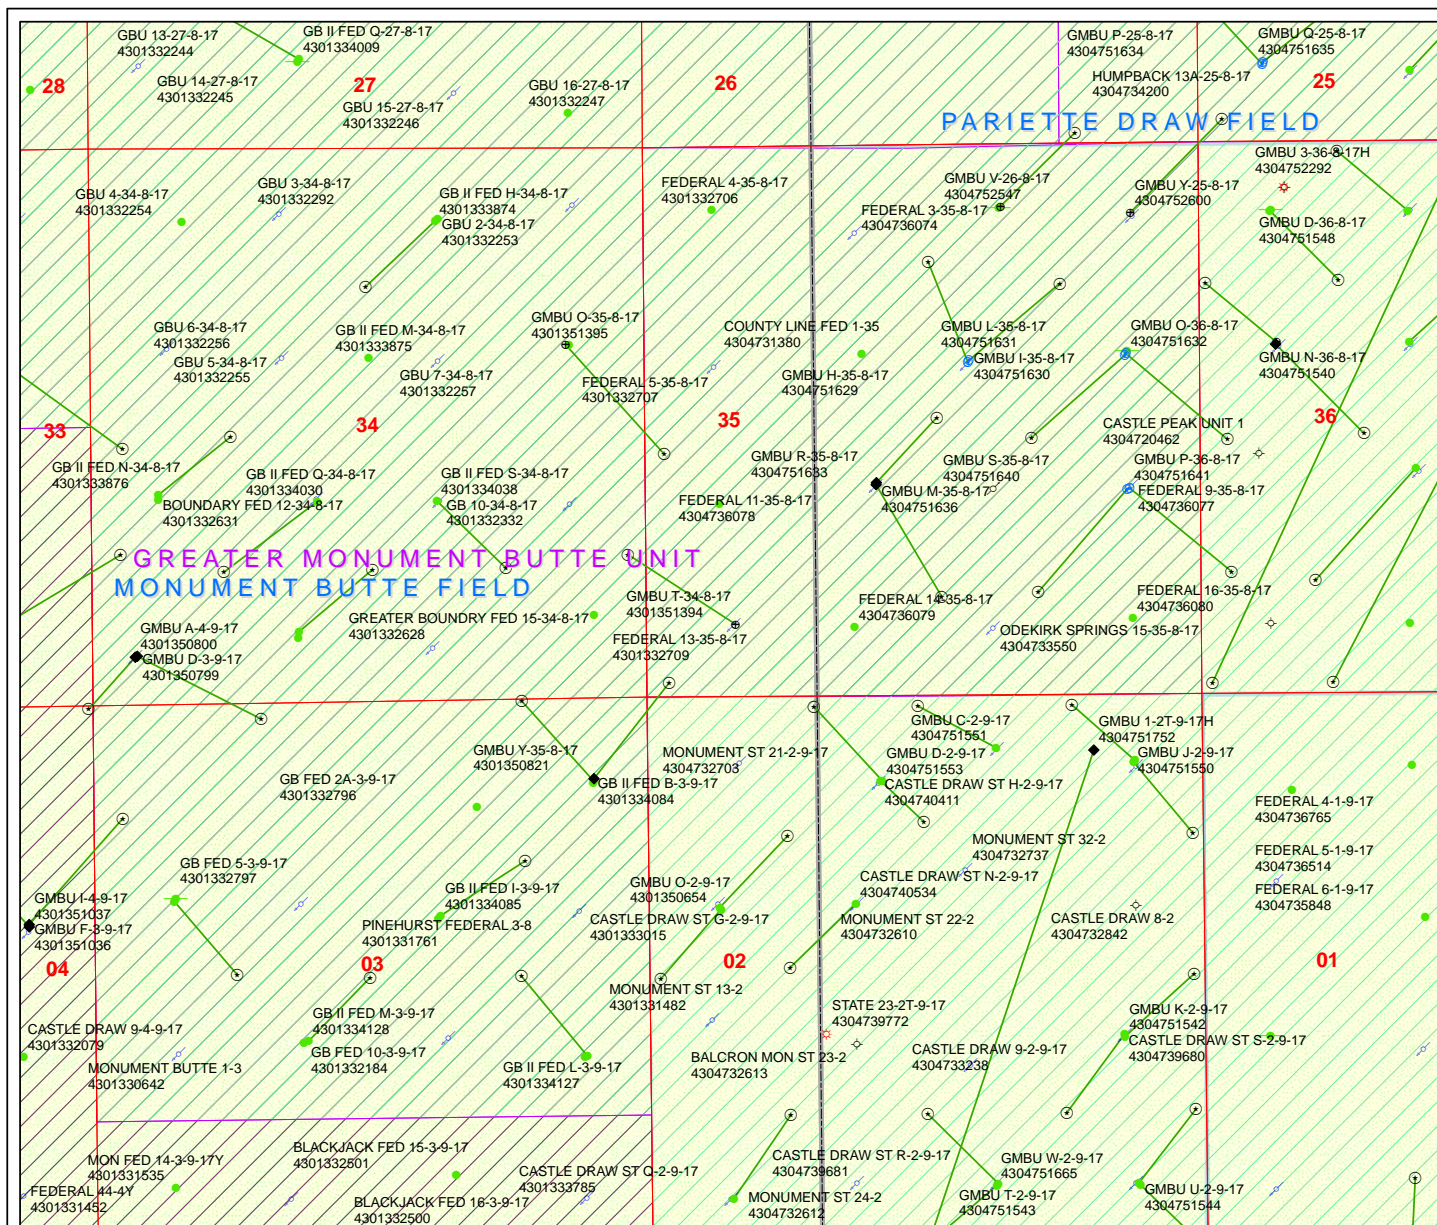 GBU 13-27-8-17
4301332244
GB II FED Q-27-8-17
4301334009
GMBU P-25-8-17
4304751634
GMBU Q-25-8-17
4304751635
28
GBU 14-27-8-17
4301332245
27
GBU 15-27-8-17
4301332246
GBU 16-27-8-17
4301332247
26
HUMPBACK 13A-25-8-17
4304734200
25
PARIETTE DRAW FIELD
GMBU 3-36-8-17H
4304752292
GBU 4-34-8-17
4301332254
GBU 3-34-8-17
4301332292
GB II FED H-34-8-17
4301333874
GBU 2-34-8-17
4301332253
FEDERAL 4-35-8-17
4301332706
FEDERAL 3-35-8-17
4304736074
GMBU V-26-8-17
4304752547
GMBU Y-25-8-17
4304752600
GMBU D-36-8-17
4304751548
GBU 6-34-8-17
4301332256
GBU 5-34-8-17
4301332255
GB II FED M-34-8-17
4301333875
GBU 7-34-8-17
4301332257
GMBU O-35-8-17
4301351395
FEDERAL 5-35-8-17
4301332707
COUNTY LINE FED 1-35
4304731380
GMBU H-35-8-17
4304751629
GMBU L-35-8-17
4304751631
GMBU I-35-8-17
4304751630
GMBU O-36-8-17
4304751632
GMBU N-36-8-17
4304751540
33
34
35
36
CASTLE PEAK UNIT 1
4304720462
GB II FED N-34-8-17
4301333876
BOUNDARY FED 12-34-8-17
4301332631
GB II FED Q-34-8-17
4301334030
GB II FED S-34-8-17
4301334038
GB 10-34-8-17
4301332332
GMBU R-35-8-17
4304751633
FEDERAL 11-35-8-17
4304736078
GMBU S-35-8-17
4304751640
GMBU M-35-8-17
4304751636
GMBU P-36-8-17
4304751641
FEDERAL 9-35-8-17
4304736077
GREATER MONUMENT BUTTE UNIT
MONUMENT BUTTE FIELD
GMBU A-4-9-17
4301350800
GMBU D-3-9-17
4301350799
GREATER BOUNDRY FED 15-34-8-17
4301332628
GMBU T-34-8-17
4301351394
FEDERAL 13-35-8-17
4301332709
FEDERAL 14-35-8-17
4304736079
FEDERAL 16-35-8-17
4304736080
ODEKIRK SPRINGS 15-35-8-17
4304733550
GMBU Y-35-8-17
4301350821
GB FED 2A-3-9-17
4301332796
GB II FED B-3-9-17
4301334084
MONUMENT ST 21-2-9-17
4304732703
GMBU C-2-9-17
4304751551
GMBU D-2-9-17
4304751553
CASTLE DRAW ST H-2-9-17
4304740411
GMBU 1-2T-9-17H
4304751752
GMBU J-2-9-17
4304751550
FEDERAL 4-1-9-17
4304736765
GB FED 5-3-9-17
4301332797
GMBU I-4-9-17
4301351037
GMBU F-3-9-17
4301351036
GB II FED I-3-9-17
4301334085
PINEHURST FEDERAL 3-8
4301331761
GMBU O-2-9-17
4301350654
CASTLE DRAW ST G-2-9-17
4301333015
MONUMENT ST 32-2
4304732737
CASTLE DRAW ST N-2-9-17
4304740534
MONUMENT ST 22-2
4304732610
CASTLE DRAW 8-2
4304732842
FEDERAL 5-1-9-17
4304736514
FEDERAL 6-1-9-17
4304735848
04
03
02
01
MONUMENT ST 13-2
4301331482
STATE 23-2T-9-17
4304739772
CASTLE DRAW 9-4-9-17
4301332079
MONUMENT BUTTE 1-3
4301330642
GB II FED M-3-9-17
4301334128
GB FED 10-3-9-17
4301332184
GB II FED L-3-9-17
4301334127
BALCRON MON ST 23-2
4304732613
CASTLE DRAW 9-2-9-17
4304733238
GMBU K-2-9-17
4304751542
CASTLE DRAW ST S-2-9-17
4304739680
MON FED 14-3-9-17Y
4301331535
FEDERAL 44-4Y
4301331452
BLACKJACK FED 15-3-9-17
4301332501
BLACKJACK FED 16-3-9-17
4301332500
CASTLE DRAW ST Q-2-9-17
4301333785
CASTLE DRAW ST R-2-9-17
4304739681
MONUMENT ST 24-2
4304732612
GMBU W-2-9-17
4304751665
GMBU T-2-9-17
4304751543
GMBU U-2-9-17
4304751544